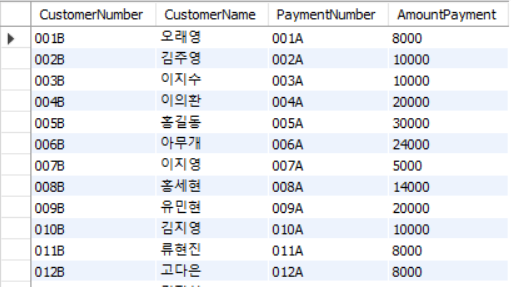 CustomerNumber CustomerName PaymentNumber AmountPayment
001B 오래영 001A 8000
002B 김주영 002A 10000
003B 이지수 003A 10000
004B 이의환 004A 20000
005B 홍길동 005A 30000
006B 아무개 006A 24000
007B 이지영 007A 5000
008B 홍세현 008A 14000
009B 유민현 009A 20000
010B 김지영 010A 10000
011B 류현진 011A 8000
012B 고다은 012A 8000